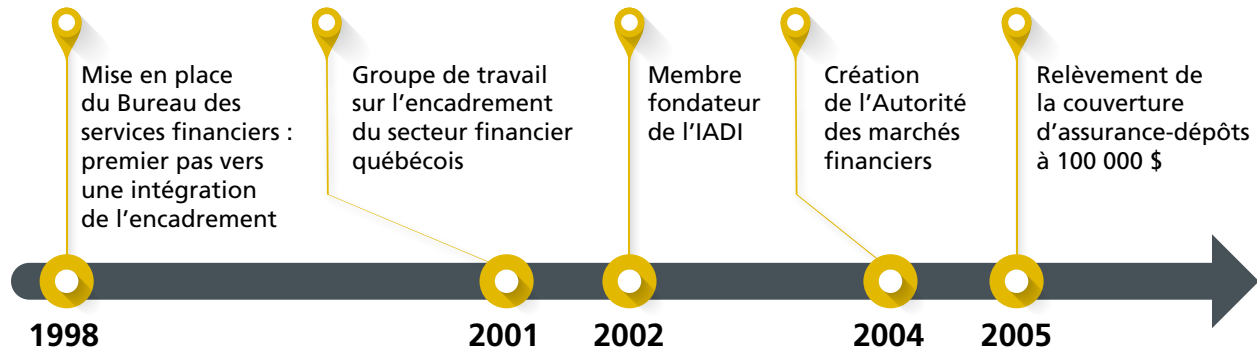 Mise en place
du Bureau des
services financiers :
premier pas vers
une intégration
de l'encadrement
Groupe de travail
sur l'encadrement
du secteur financier
québécois
Membre
fondateur
de l'IADI
Création
de l'Autorité
des marchés
financiers
Relèvement de
la couverture
d'assurance-dépôts
à 100 000 $
1998
2001
2002
2004
2005